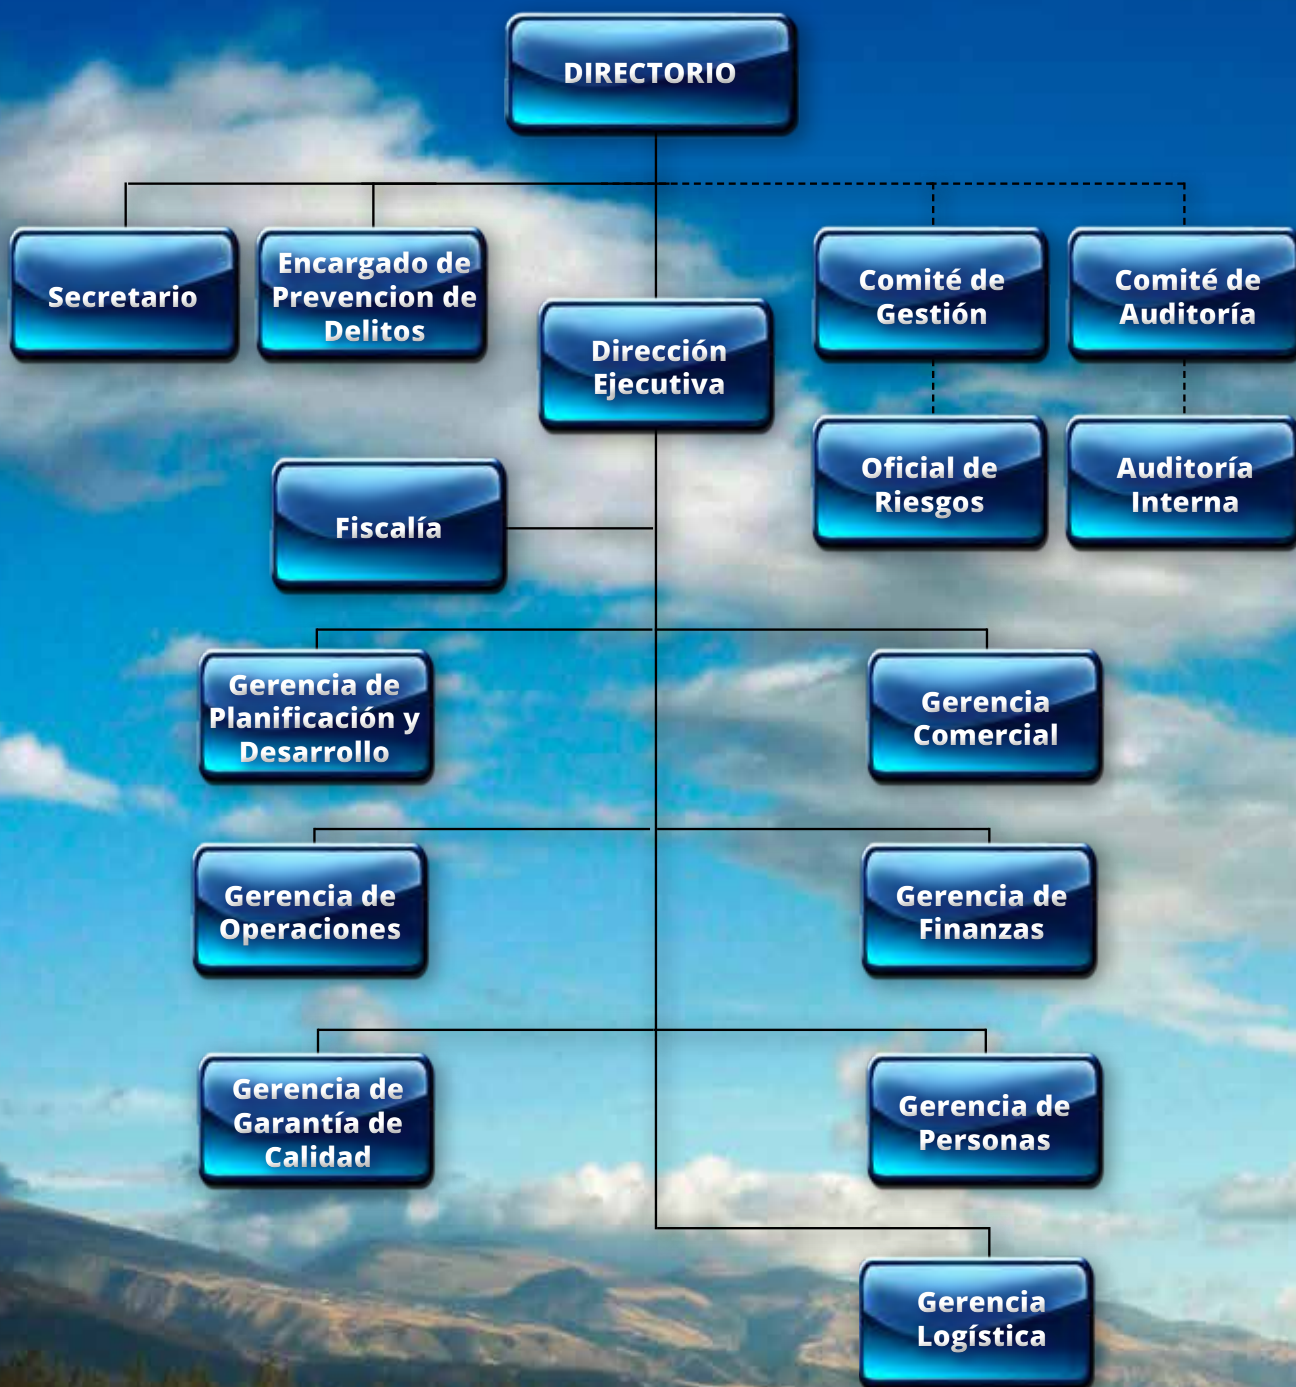 DIRECTORIO
Secretario
Encargado de
Prevencion de
Delitos
Dirección
Ejecutiva
Comité de
Gestión
Comité de
Auditoría
Oficial de
Riesgos
Auditoría
Interna
Fiscalía
Gerencia de
Planificación y
Desarrollo
Gerencia
Comercial
Gerencia de
Operaciones
Gerencia de
Finanzas
Gerencia de
Garantía de
Calidad
Gerencia de
Personas
Gerencia
Logística